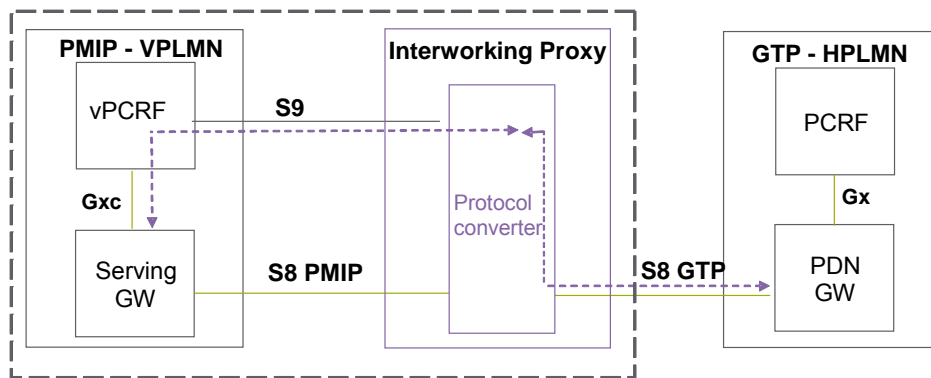 PMIP - VPLMN
vPCRF
Gxc
Serving
GW
S9
S8 PMIP
Interworking Proxy
Protocol
converter
S8 GTP
GTP - HPLMN
PCRF
Gx
PDN
GW